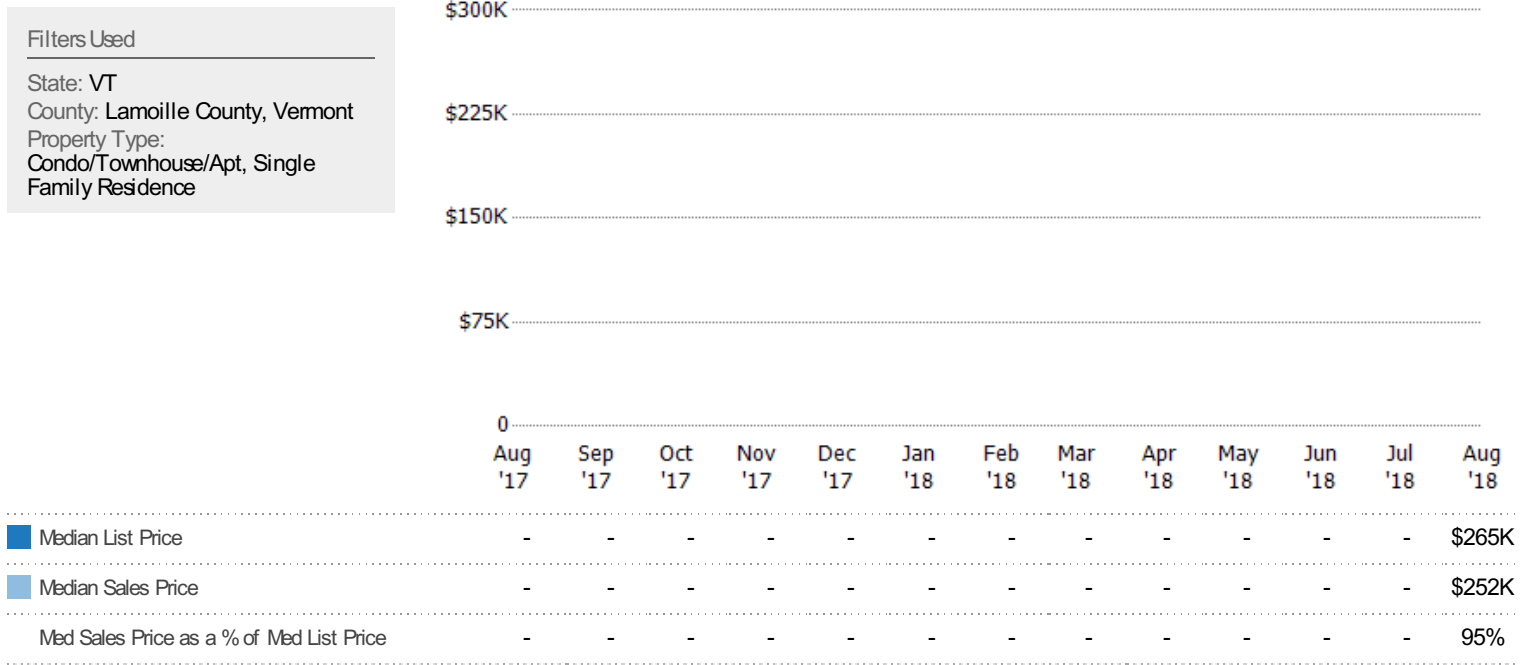 Filters Used
State: VT
County: Lamoille County, Vermont
Property Type:
Condo/Townhouse/Apt, Single
Family Residence
$300K
$225K
$150K
$75K
0
Aug Sep Oct Nov Dec Jan Feb Mar Apr May Jun Jul Aug
'17 '17 '17 '17 '17 '18 '18 '18 '18 '18 '18 '18 '18
Median List Price - - - - - - - - - - - - $265K
Median Sales Price - - - - - - - - - - - - $252K
Med Sales Price as a % of Med List Price - - - - - - - - - - - - 95%